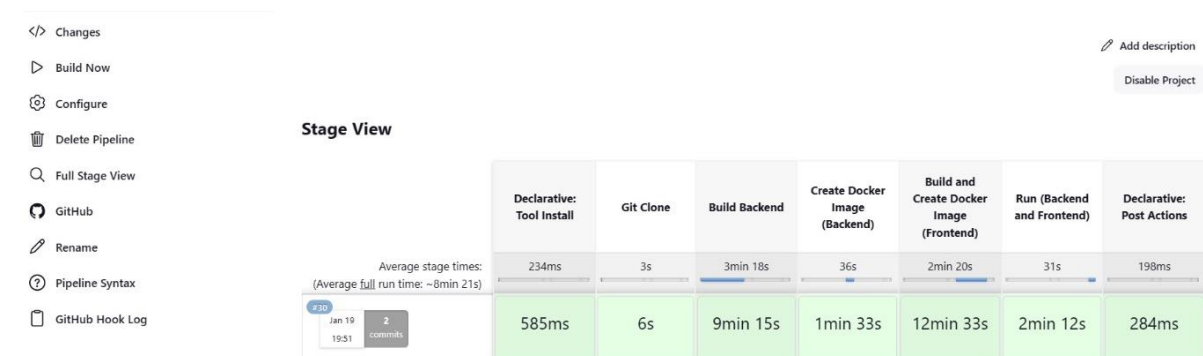 Changes
Build Now
Configure
Delete Pipeline
Full Stage View
GitHub
Rename
Pipeline Syntax
GitHub Hook Log
Add description
Disable Project
Stage View
Declarative:
Tool Install
Git Clone
Build Backend
Create Docker
Image
(Backend)
Build and
Create Docker
Image
(Frontend)
Run (Backend
and Frontend)
Declarative:
Post Actions
Average stage times:
(Average full run time: ~8min 21s)
234ms
3s
3min 18s
36s
2min 20s
31s
198ms
#30
Jan 19
19:51
2
commits
585ms
6s
9min 15s
1min 33s
12min 33s
2min 12s
284ms